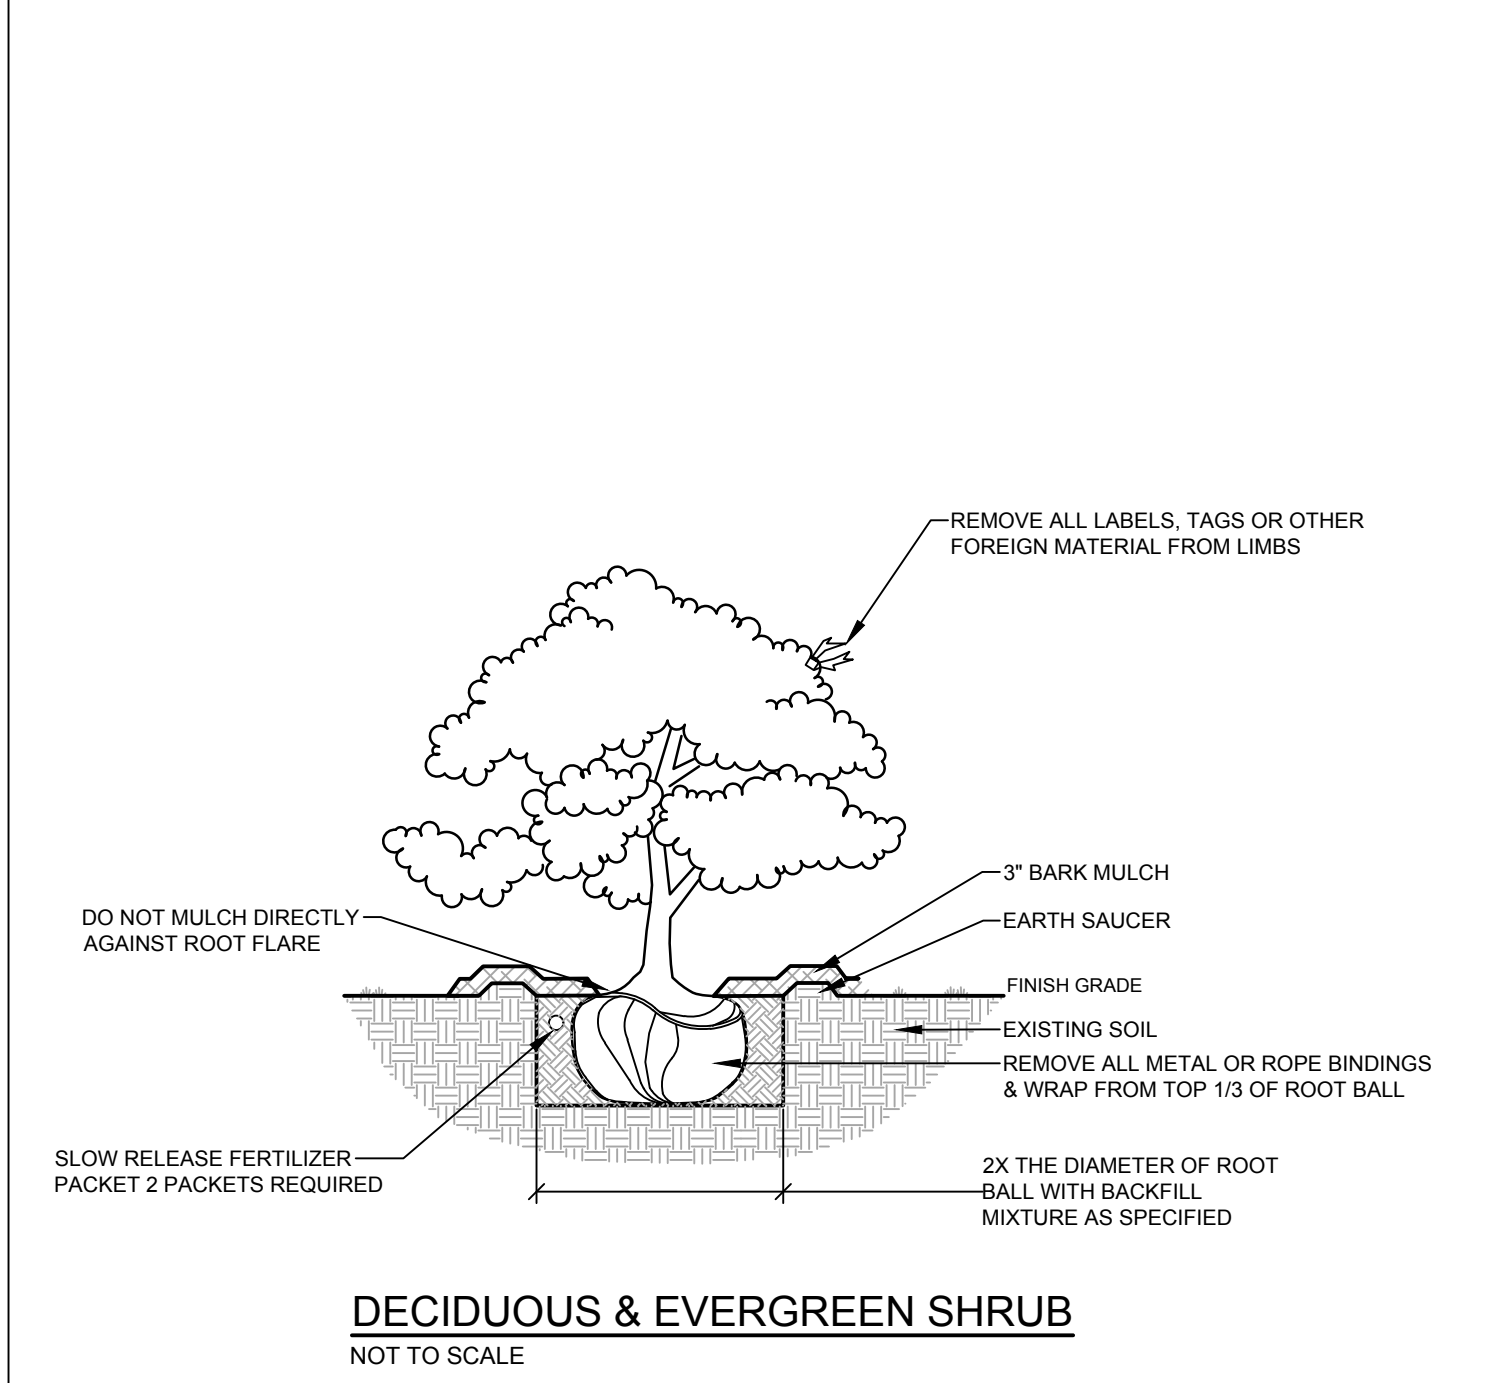 REMOVE ALL LABELS, TAGS OR OTHER
FOREIGN MATERIAL FROM LIMBS
3" BARK MULCH
DO NOT MULCH DIRECTLY
AGAINST ROOT FLARE
EARTH SAUCER
FINISH GRADE
EXISTING SOIL
REMOVE ALL METAL OR ROPE BINDINGS
& WRAP FROM TOP 1/3 OF ROOT BALL
SLOW RELEASE FERTILIZER
PACKET 2 PACKETS REQUIRED
2X THE DIAMETER OF ROOT
BALL WITH BACKFILL
MIXTURE AS SPECIFIED
DECIDUOUS & EVERGREEN SHRUB
NOT TO SCALE